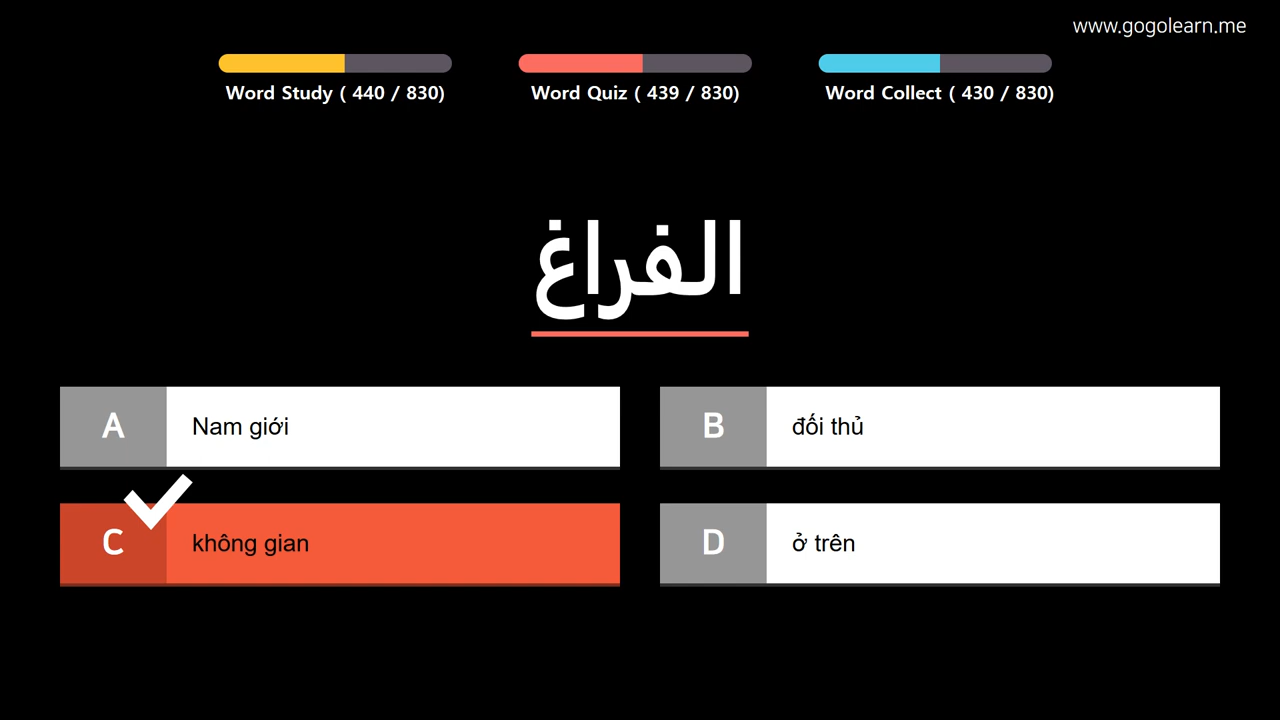 www.gogolearn.me
Word Study ( 440 / 830)
Word Quiz ( 439 / 830)
Word Collect ( 430 / 830)
الفراغ
A
Nam giới
B
đối thủ
C
không gian
D
ở trên